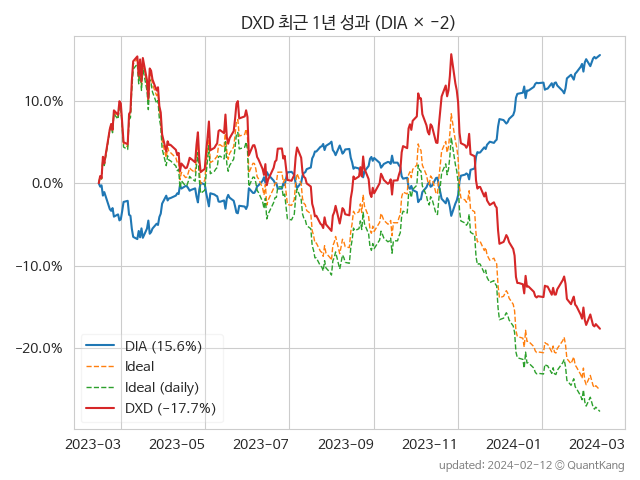 DXD 최근 1년 성과 (DIA × −2)
10.0%
0.0%
−10.0%
−20.0%
DIA (15.6%)
Ideal
Ideal (daily)
DXD (−17.7%)
2023-03 2023-05 2023-07 2023-09 2023-11 2024-01 2024-03
updated: 2024-02-12 © QuantKang